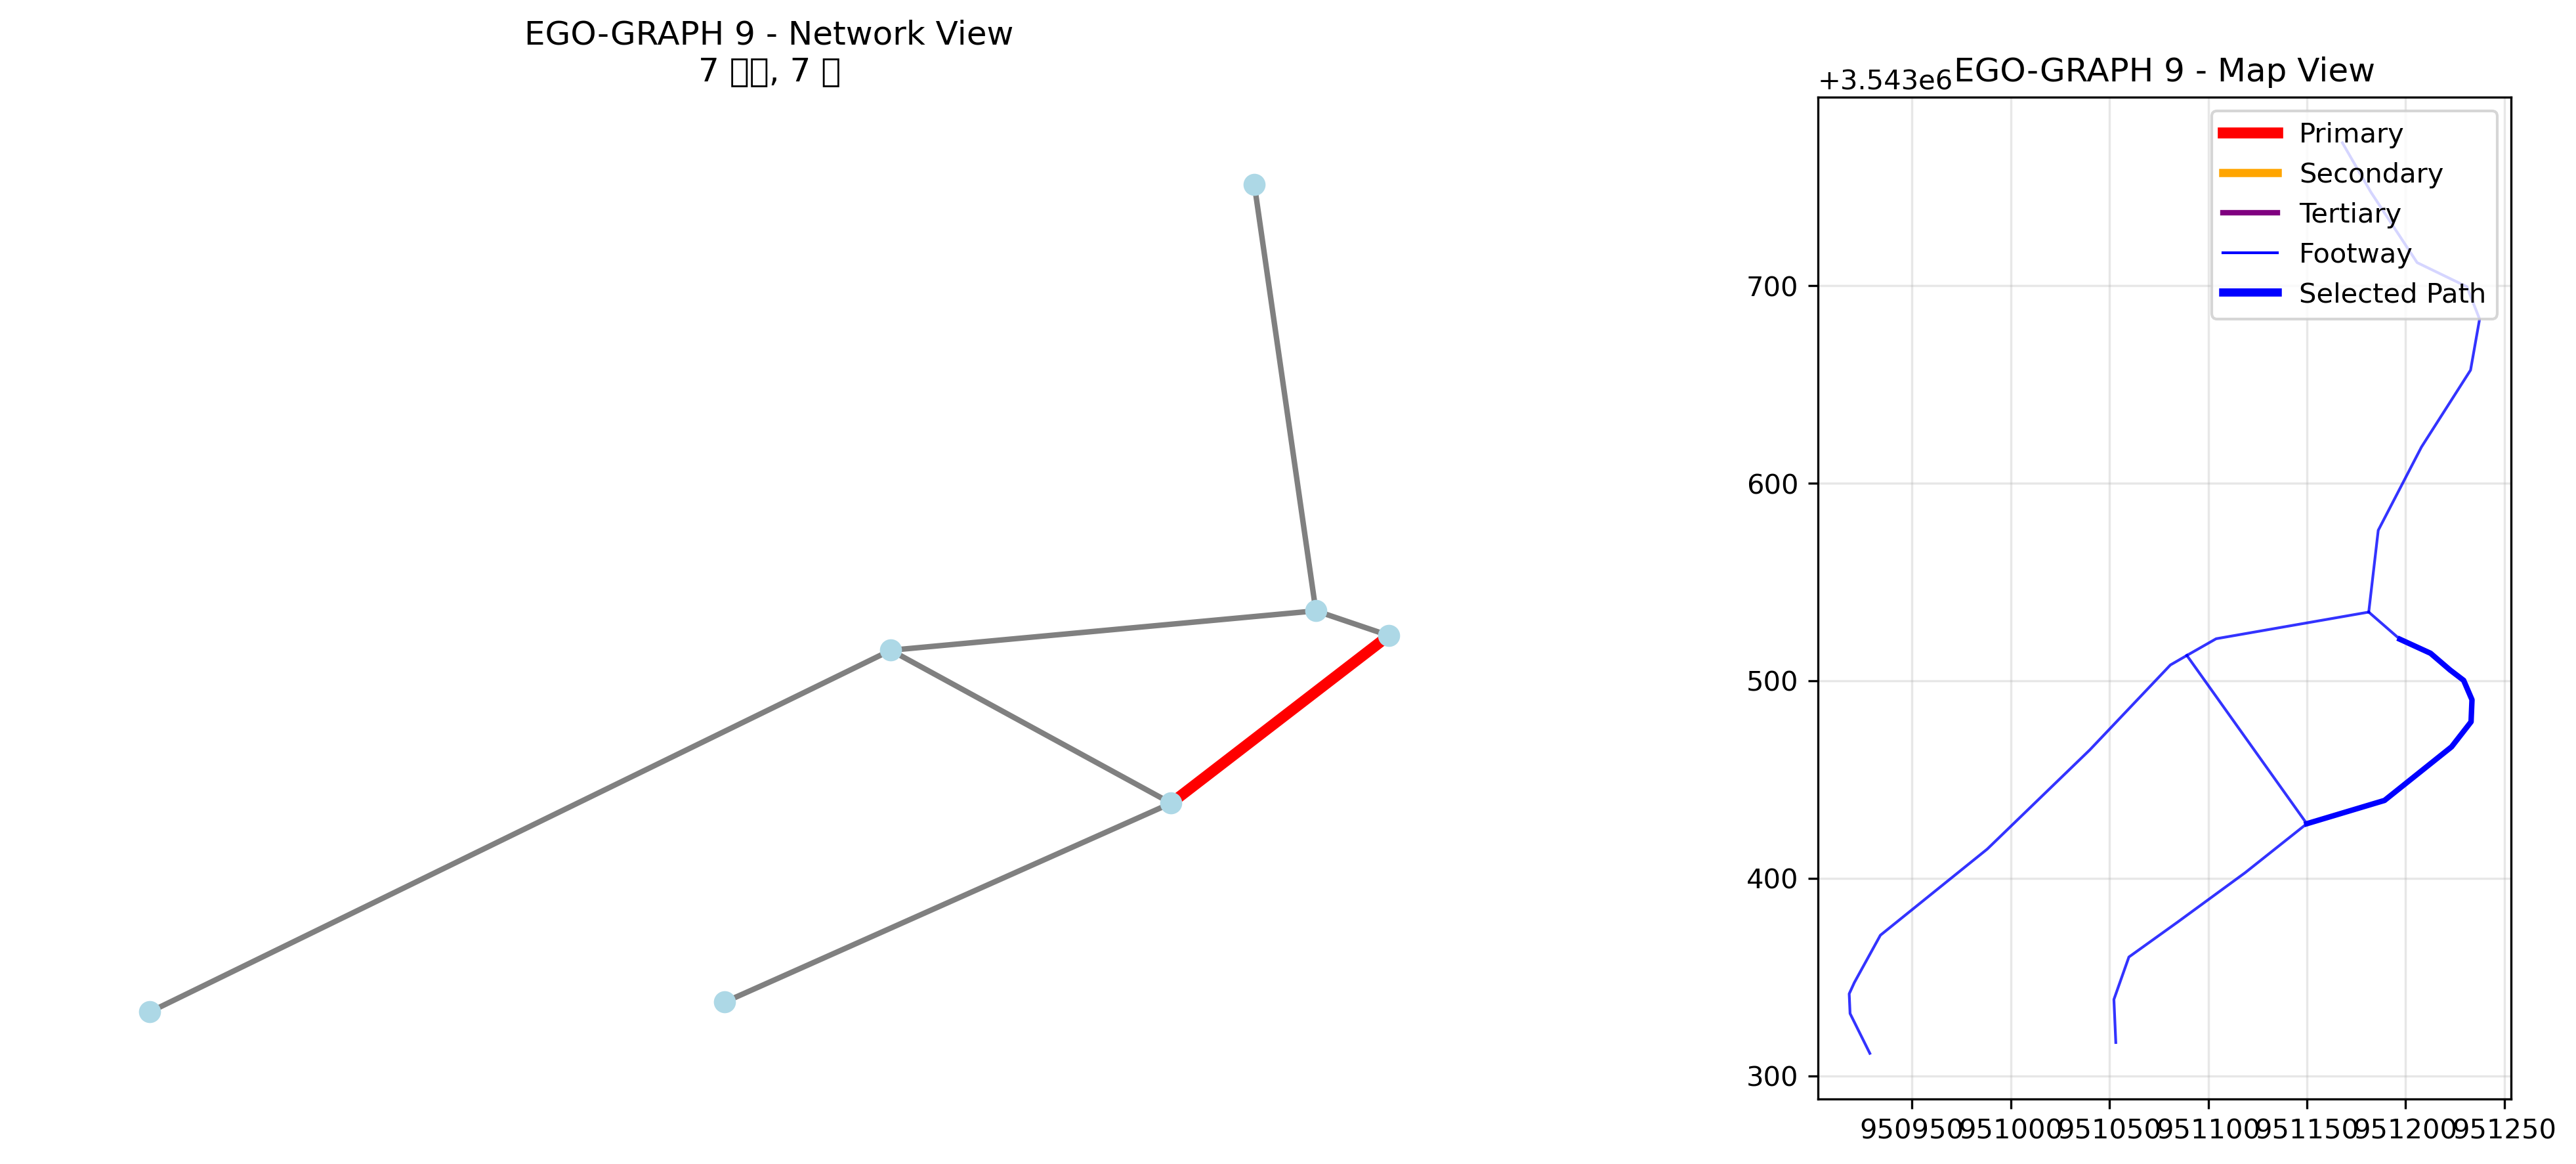 EGO-GRAPH 9 - Network View
7 , 7
EGO-GRAPH 9 - Map View
+3.543e6
Primary
Secondary
Tertiary
Footway
Selected Path
700
600
500
400
300
950950 951000 951050 951100 951150 951200 951250